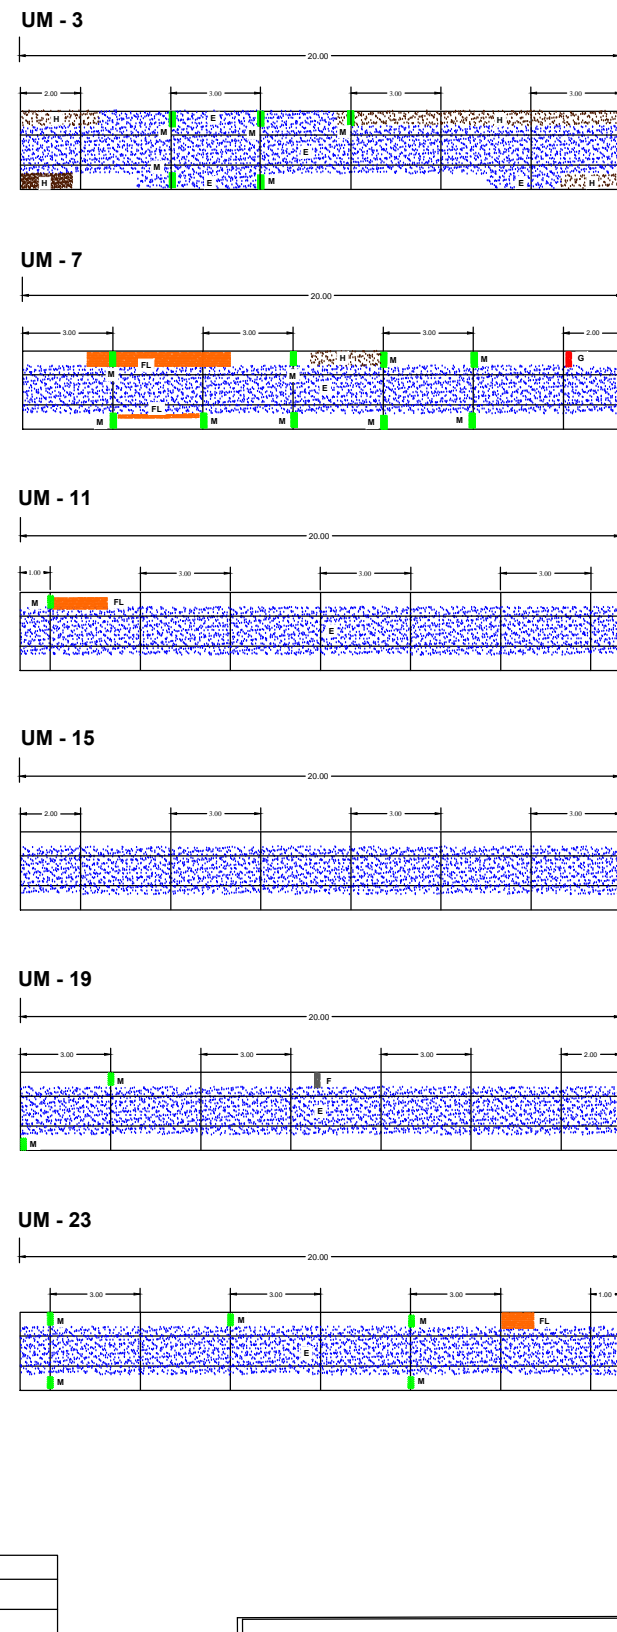 UM - 3
20.00
2.00 3.00 3.00 3.00
H E H
M M M
E
M
H E M E H
UM - 7
20.00
3.00 3.00 3.00 2.00
M FL M H M M G
E
FL
M M M M M
UM - 11
20.00
1.00 3.00 3.00 3.00
M FL
E
UM - 15
20.00
2.00 3.00 3.00 3.00
UM - 19
20.00
3.00 3.00 3.00 2.00
M F
E
M
UM - 23
20.00
3.00 3.00 3.00 1.00
M M M FL
E
M M